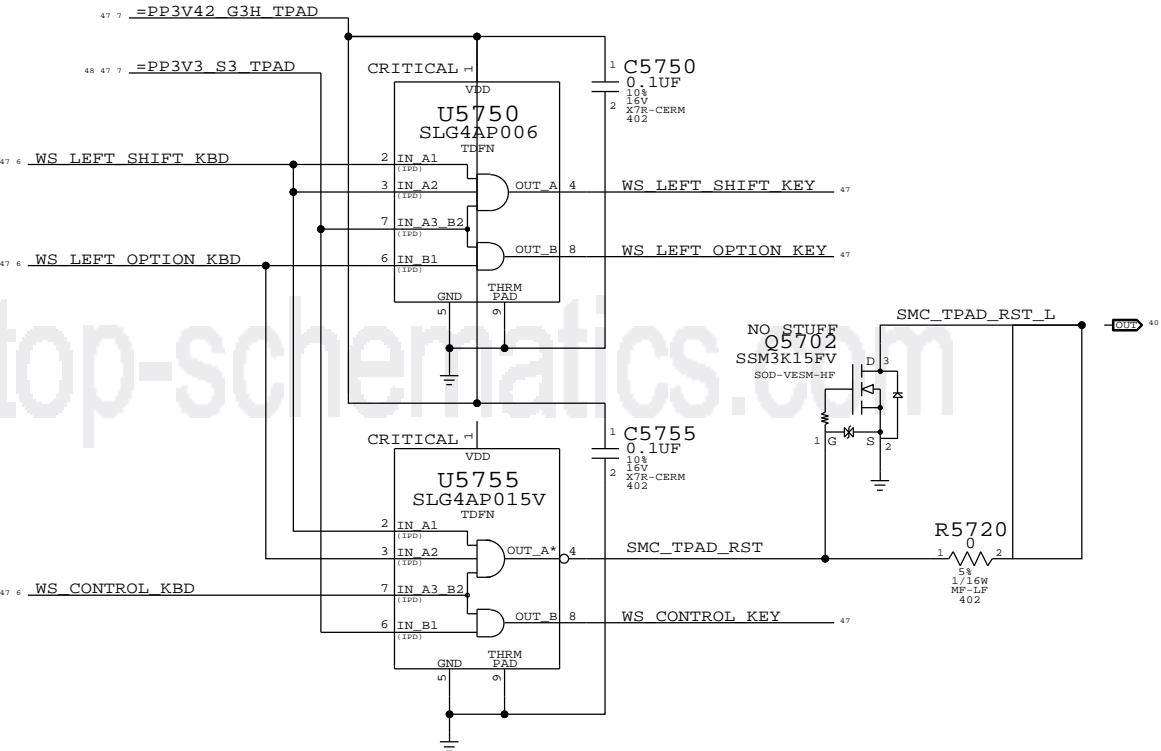 47 7 =PP3V42_G3H_TPAD
48 47 7 =PP3V3_S3_TPAD
CRITICAL 1
VDD
U5750
SLG4AP006
TDFN
1 C5750
0.1UF
10%
16V
2 X7R-CERM
402
47 6 WS_LEFT_SHIFT_KBD
2 IN_A1
(IPD)
3 IN_A2
(IPD)
OUT_A 4 WS_LEFT_SHIFT_KEY 47
7 IN_A3_B2
(IPD)
47 6 WS_LEFT_OPTION_KBD
6 IN_B1
(IPD)
OUT_B 8 WS_LEFT_OPTION_KEY 47
GND THRM
PAD
5 9
top-schematics.com
SMC_TPAD_RST_L
OUT 40
NO STUFF
Q5702
SSM3K15FV
SOD-VESM-HF
D 3
1 G S 2
CRITICAL 1
VDD
U5755
SLG4AP015V
TDFN
1 C5755
0.1UF
10%
16V
2 X7R-CERM
402
2 IN_A1
(IPD)
3 IN_A2
(IPD)
OUT_A* 4 SMC_TPAD_RST
R5720
0
1 2
5%
1/16W
MF-LF
402
47 6 WS_CONTROL_KBD
7 IN_A3_B2
(IPD)
6 IN_B1
(IPD)
OUT_B 8 WS_CONTROL_KEY 47
GND THRM
PAD
5 9